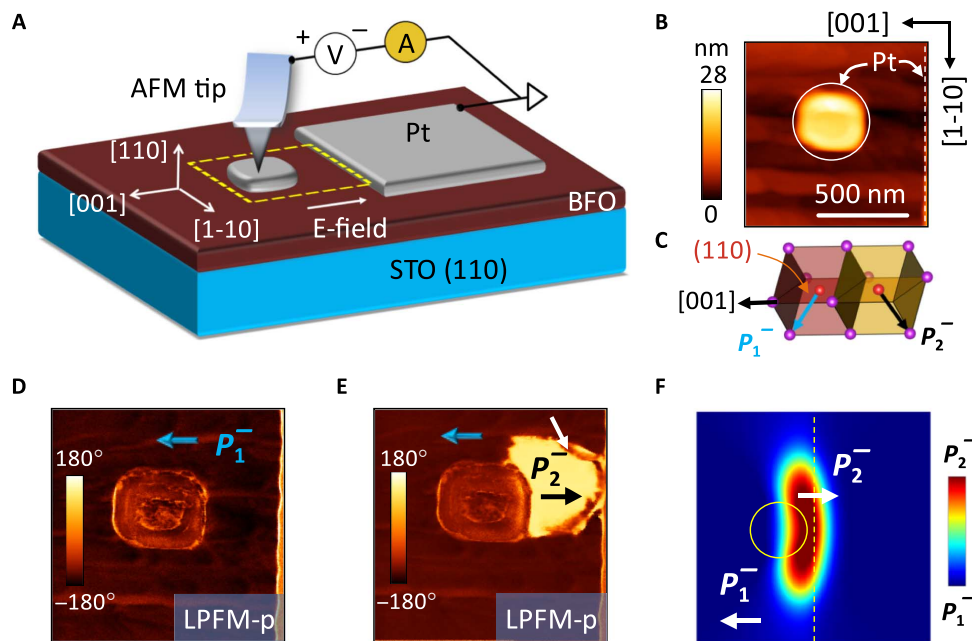 A
+
−
V
A
AFM tip
Pt
[110]
[001]
[1-10]
E-field
BFO
STO (110)
B
[001]
[1-10]
nm
28
0
Pt
500 nm
C
(110)
[001]
P₁⁻
P₂⁻
D
180°
−180°
P₁⁻
LPFM-p
E
180°
−180°
P₂⁻
LPFM-p
F
P₂⁻
P₁⁻
P₂⁻
P₁⁻